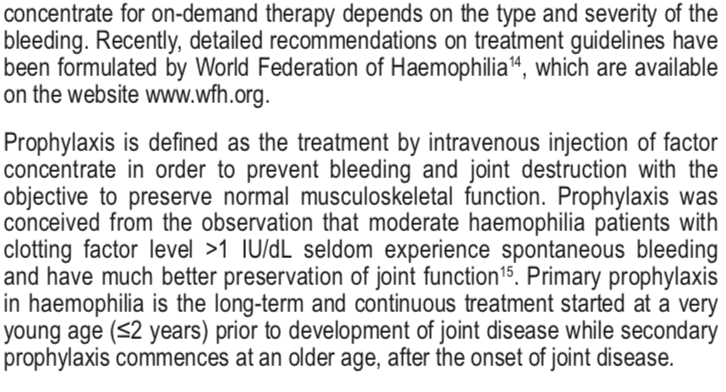 concentrate for on-demand therapy depends on the type and severity of the
bleeding. Recently, detailed recommendations on treatment guidelines have
been formulated by World Federation of Haemophilia¹⁴, which are available
on the website www.wfh.org.
Prophylaxis is defined as the treatment by intravenous injection of factor
concentrate in order to prevent bleeding and joint destruction with the
objective to preserve normal musculoskeletal function. Prophylaxis was
conceived from the observation that moderate haemophilia patients with
clotting factor level >1 IU/dL seldom experience spontaneous bleeding
and have much better preservation of joint function¹⁵. Primary prophylaxis
in haemophilia is the long-term and continuous treatment started at a very
young age (≤2 years) prior to development of joint disease while secondary
prophylaxis commences at an older age, after the onset of joint disease.